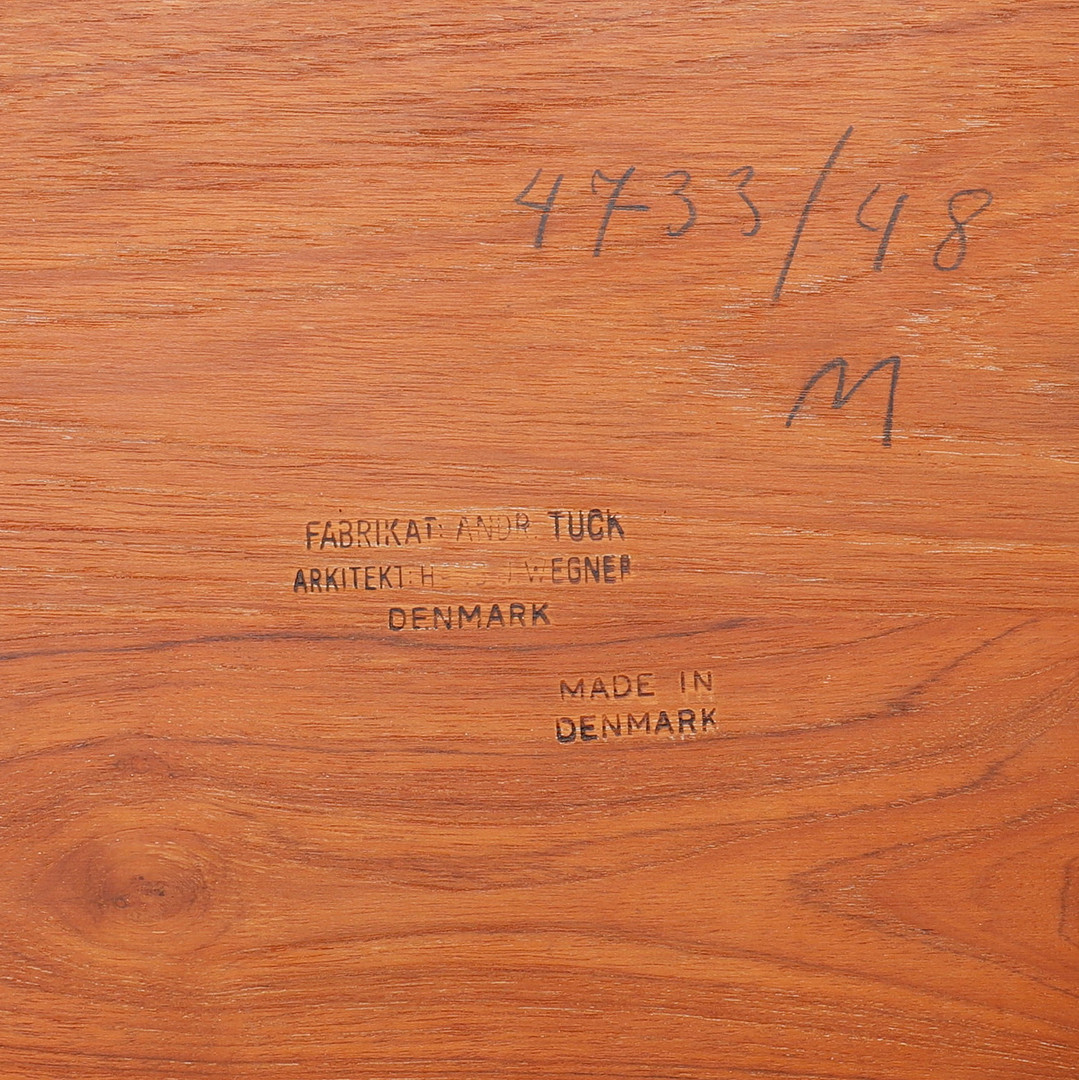 4733/48
M
FABRIKAT: ANDR. TUCK
ARKITEKT: WEGNER
DENMARK
MADE IN
DENMARK